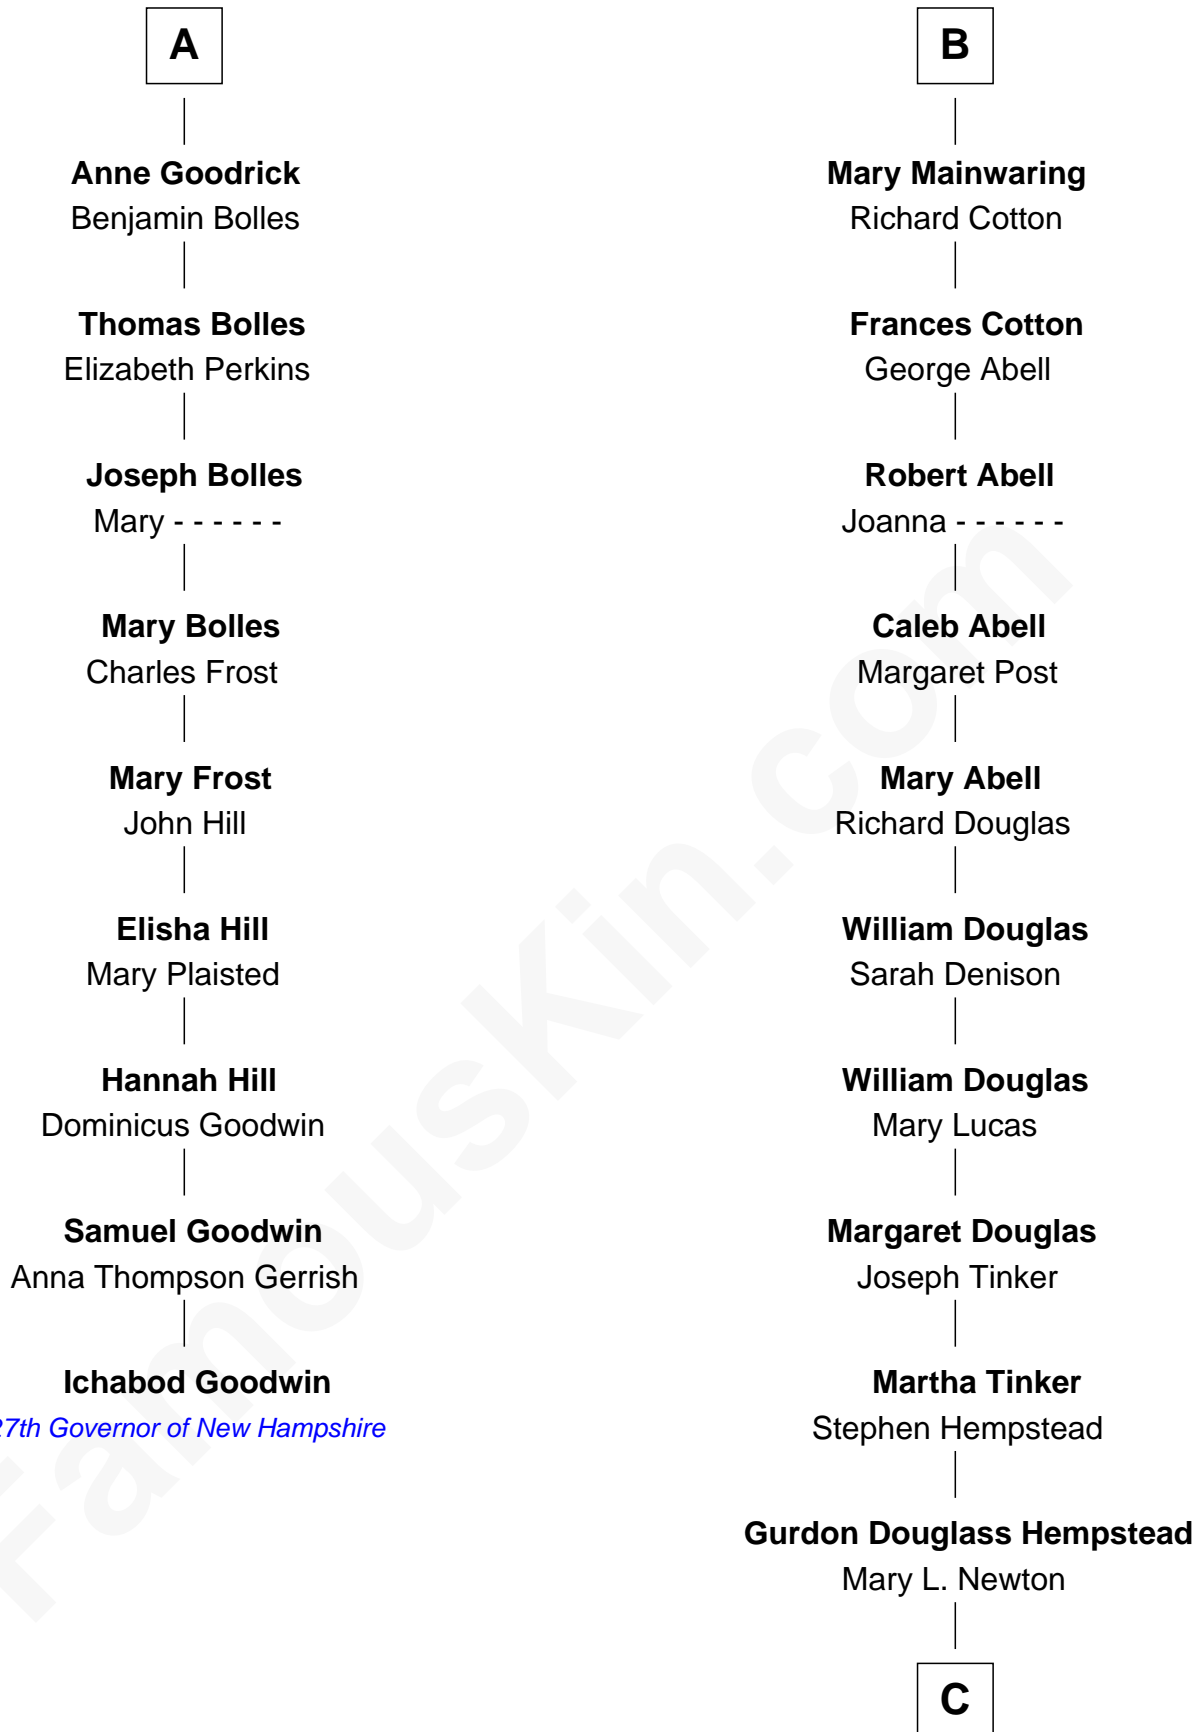 A
Anne Goodrick
Benjamin Bolles
Thomas Bolles
Elizabeth Perkins
Joseph Bolles
Mary - - - - - -
Mary Bolles
Charles Frost
Mary Frost
John Hill
Elisha Hill
Mary Plaisted
Hannah Hill
Dominicus Goodwin
Samuel Goodwin
Anna Thompson Gerrish
Ichabod Goodwin
27th Governor of New Hampshire
B
Mary Mainwaring
Richard Cotton
Frances Cotton
George Abell
Robert Abell
Joanna - - - - - -
Caleb Abell
Margaret Post
Mary Abell
Richard Douglas
William Douglas
Sarah Denison
William Douglas
Mary Lucas
Margaret Douglas
Joseph Tinker
Martha Tinker
Stephen Hempstead
Gurdon Douglass Hempstead
Mary L. Newton
C
FamousKin.com